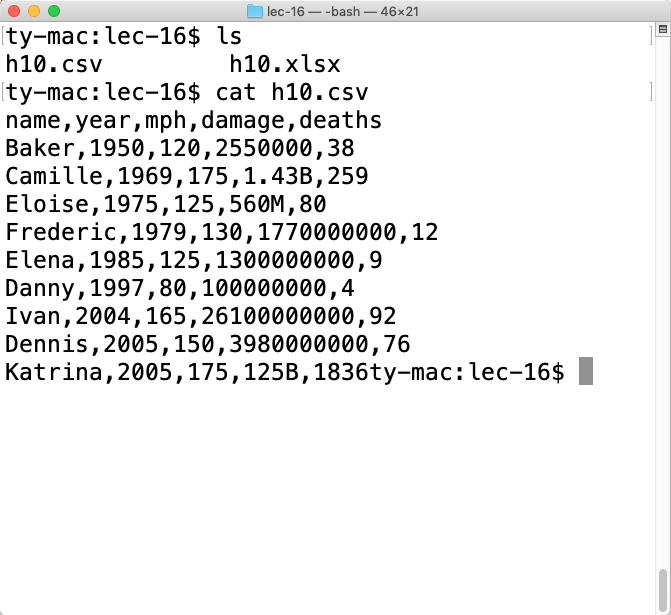 lec-16 — -bash — 46×21
[ty-mac:lec-16$ ls ]
h10.csv h10.xlsx
[ty-mac:lec-16$ cat h10.csv ]
name,year,mph,damage,deaths
Baker,1950,120,2550000,38
Camille,1969,175,1.43B,259
Eloise,1975,125,560M,80
Frederic,1979,130,1770000000,12
Elena,1985,125,1300000000,9
Danny,1997,80,100000000,4
Ivan,2004,165,26100000000,92
Dennis,2005,150,3980000000,76
Katrina,2005,175,125B,1836ty-mac:lec-16$